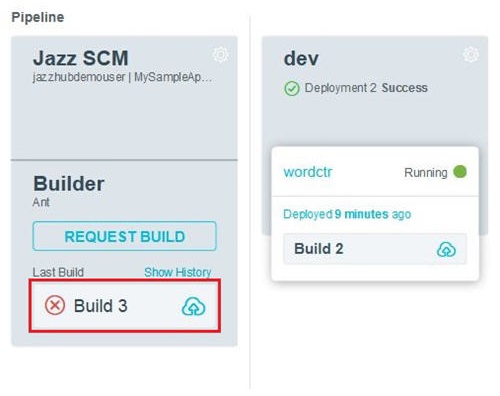 Pipeline
Jazz SCM
jazzhubdemouser | MySampleAp...
Builder
Ant
REQUEST BUILD
Last Build Show History
Build 3
dev
Deployment 2 Success
wordctr Running
Deployed 9 minutes ago
Build 2